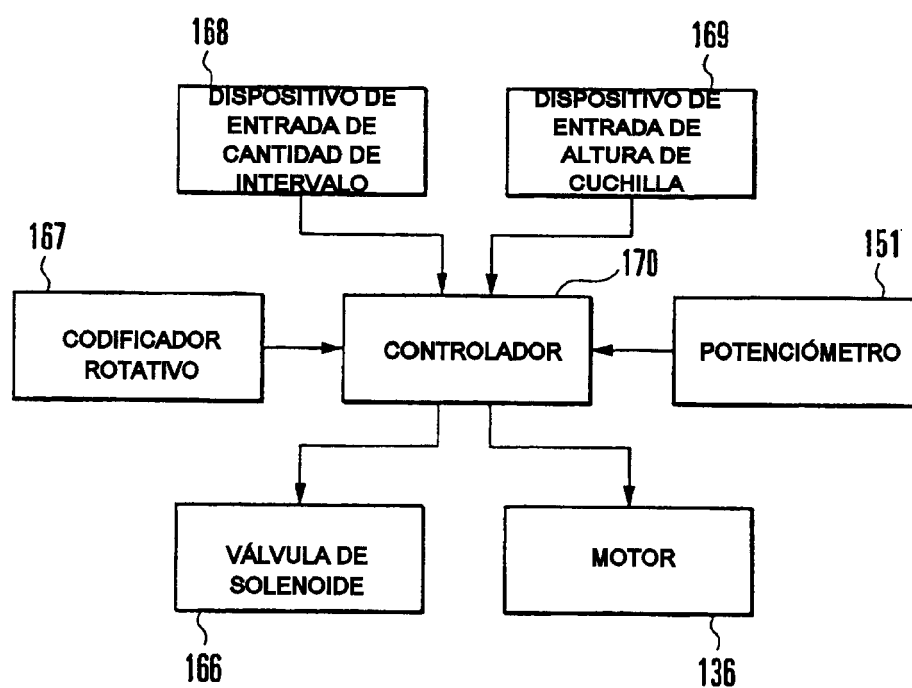 168
169
DISPOSITIVO DE
ENTRADA DE
CANTIDAD DE
INTERVALO
DISPOSITIVO DE
ENTRADA DE
ALTURA DE
CUCHILLA
167
170
151
CODIFICADOR
ROTATIVO
CONTROLADOR
POTENCIÓMETRO
VÁLVULA DE
SOLENOIDE
MOTOR
166
136